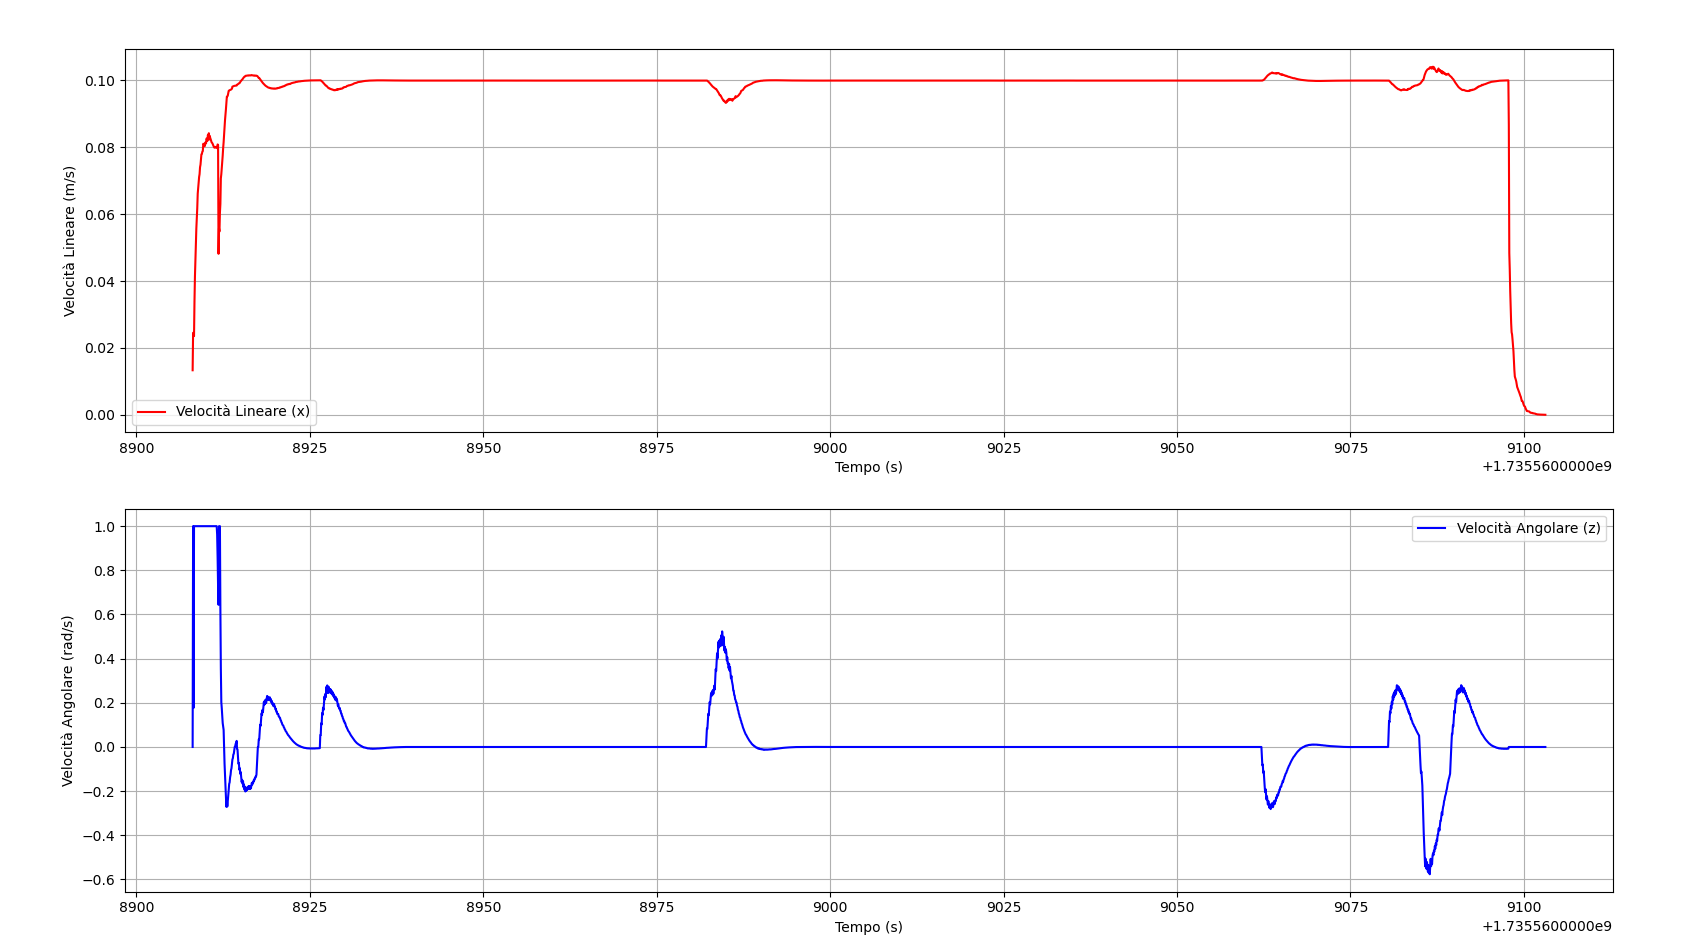 0.10
0.08
0.06
0.04
0.02
0.00
Velocità Lineare (m/s)
Velocità Lineare (x)
8900 8925 8950 8975 9000 9025 9050 9075 9100
Tempo (s)
+1.7355600000e9
1.0
0.8
0.6
0.4
0.2
0.0
−0.2
−0.4
−0.6
Velocità Angolare (rad/s)
Velocità Angolare (z)
8900 8925 8950 8975 9000 9025 9050 9075 9100
Tempo (s)
+1.7355600000e9